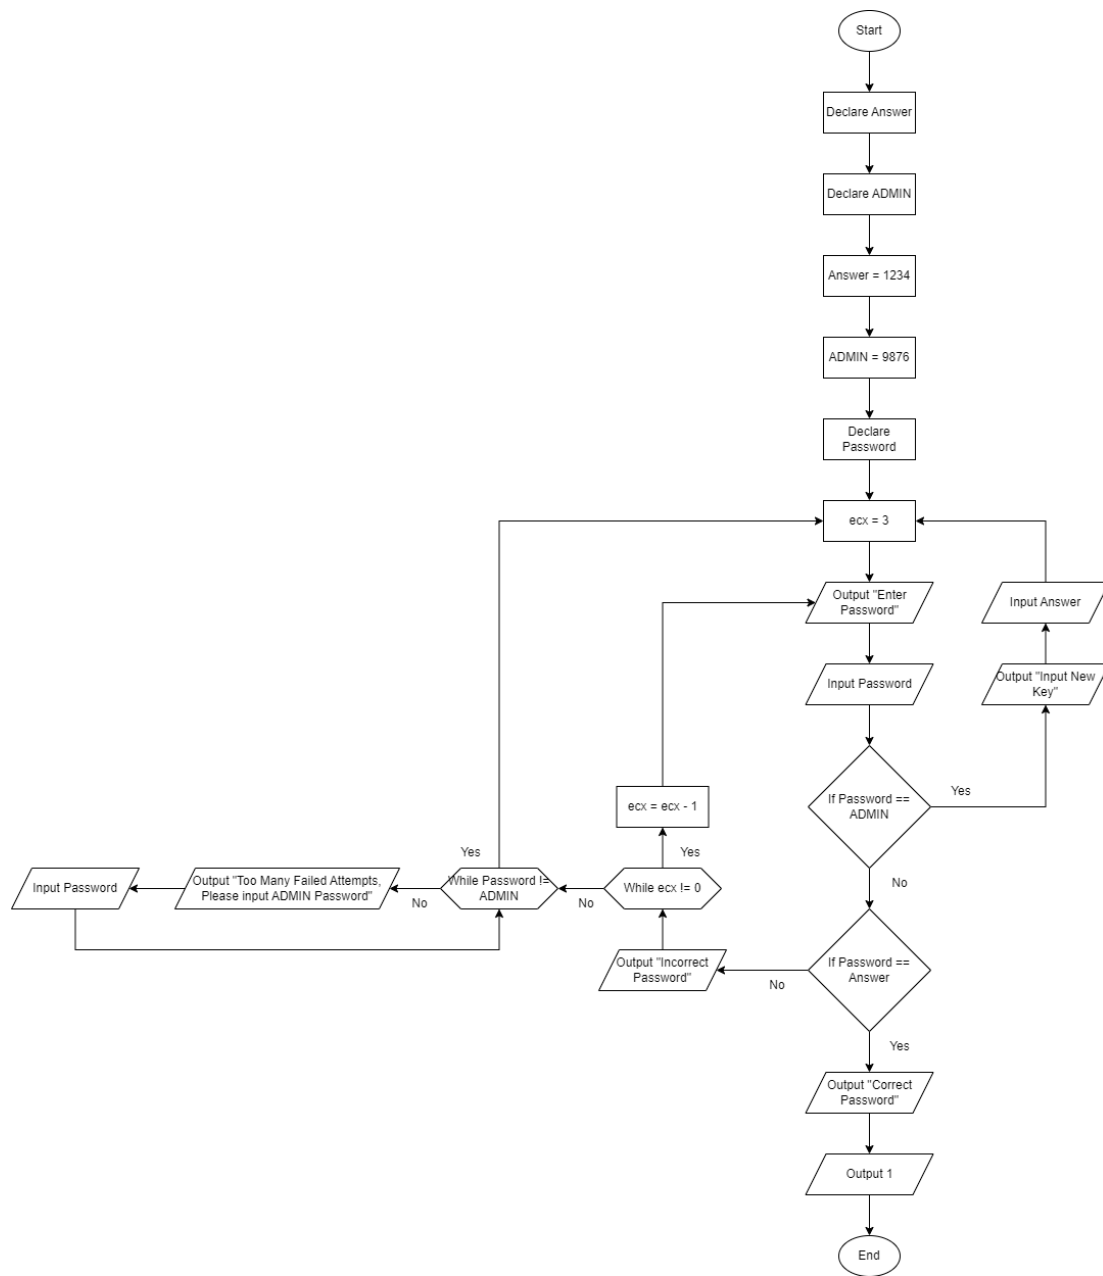 Start
Declare Answer
Declare ADMIN
Answer = 1234
ADMIN = 9876
Declare
Password
ecx = 3
Output "Enter
Password"
Input Answer
Input Password
Output "Input New
Key"
If Password ==
ADMIN
Yes
ecx = ecx - 1
Yes
Yes
Input Password
Output "Too Many Failed Attempts,
Please input ADMIN Password"
No
While Password !=
ADMIN
No
While ecx != 0
No
If Password ==
Answer
No
Output "Incorrect
Password"
Yes
Output "Correct
Password"
Output 1
End